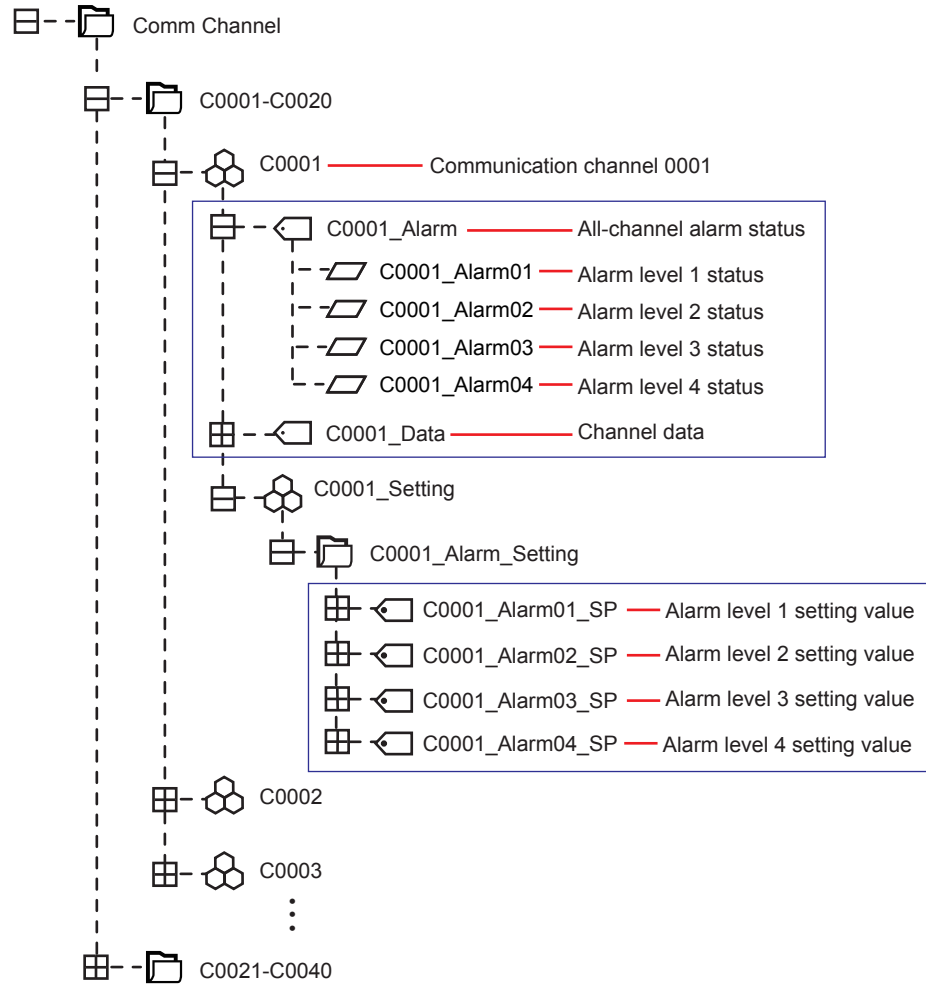 Comm Channel
C0001-C0020
C0001 Communication channel 0001
C0001_Alarm All-channel alarm status
C0001_Alarm01 Alarm level 1 status
C0001_Alarm02 Alarm level 2 status
C0001_Alarm03 Alarm level 3 status
C0001_Alarm04 Alarm level 4 status
C0001_Data Channel data
C0001_Setting
C0001_Alarm_Setting
C0001_Alarm01_SP Alarm level 1 setting value
C0001_Alarm02_SP Alarm level 2 setting value
C0001_Alarm03_SP Alarm level 3 setting value
C0001_Alarm04_SP Alarm level 4 setting value
C0002
C0003
C0021-C0040